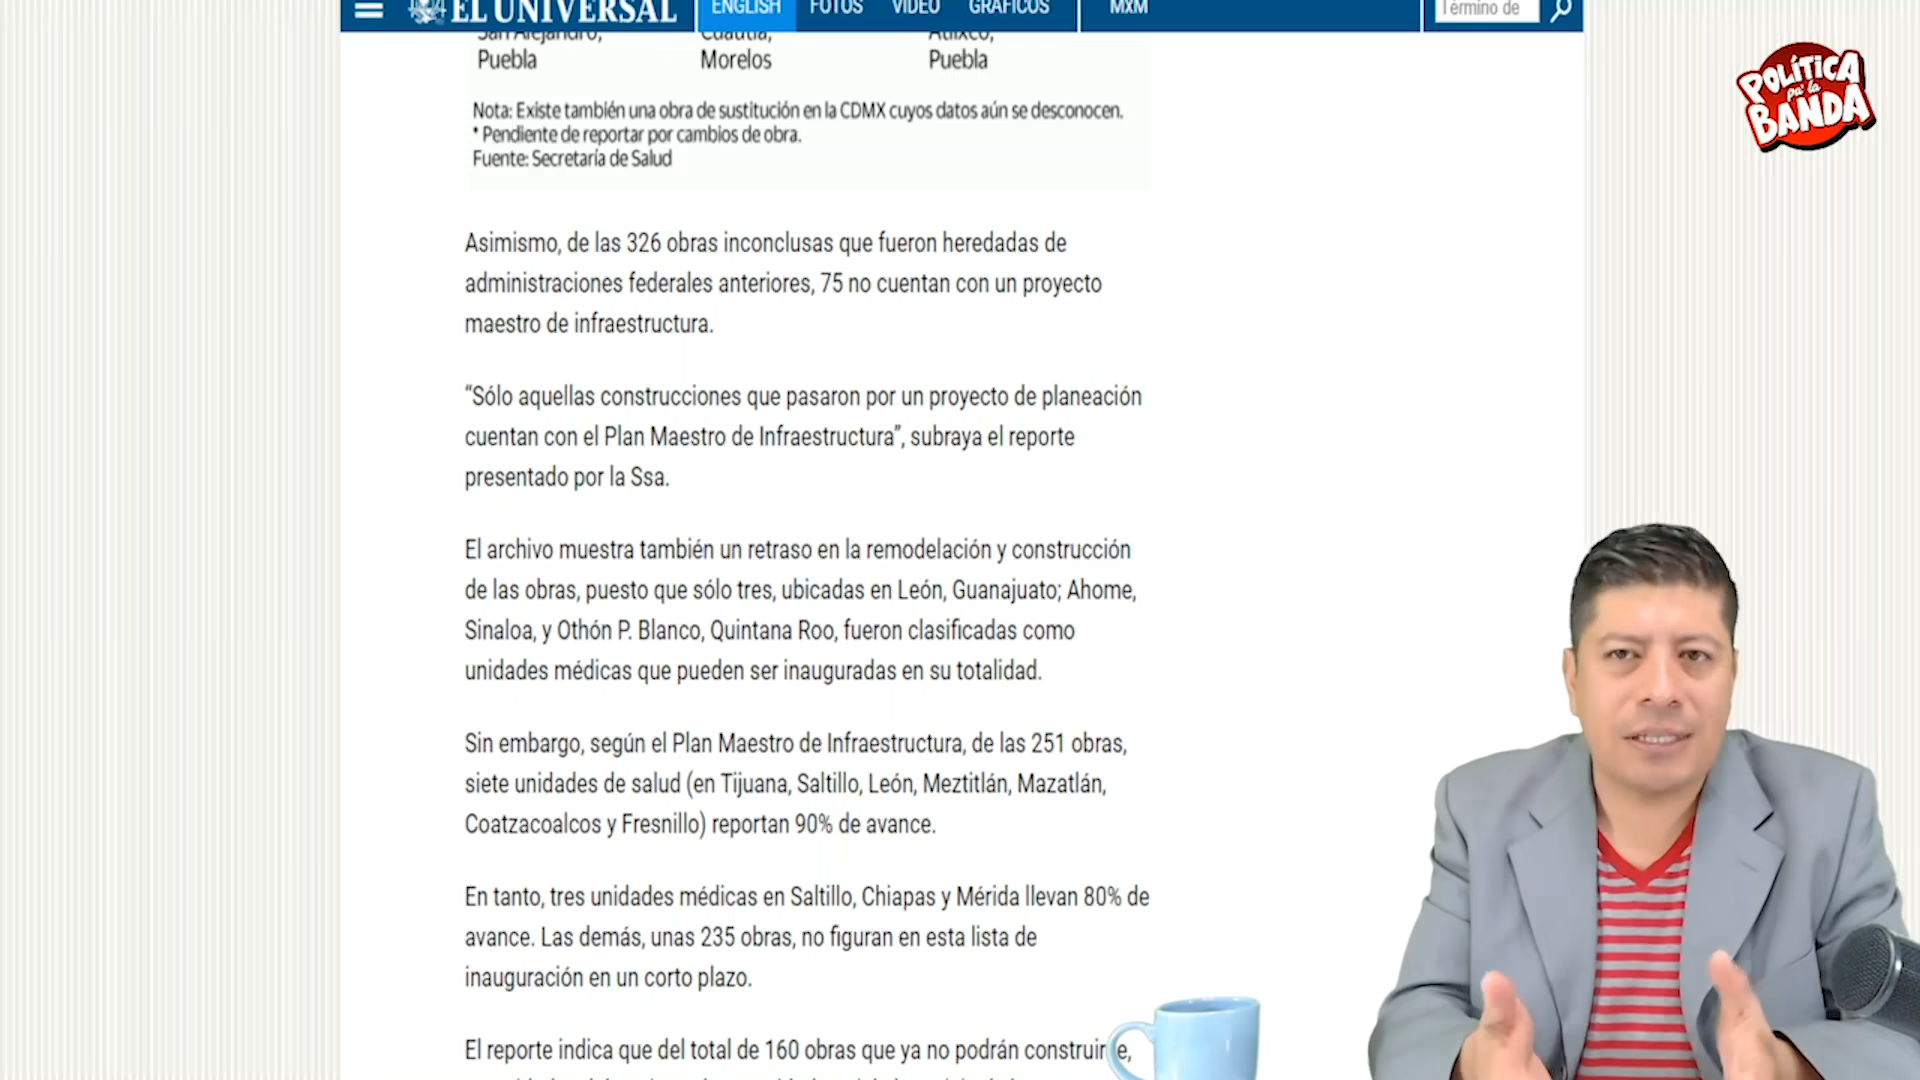 EL UNIVERSAL
ENGLISH
FOTOS
VIDEO
GRÁFICOS
MxM
Término de
San Alejandro,
Cuautla,
Atlixco,
Puebla
Morelos
Puebla
Nota: Existe también una obra de sustitución en la CDMX cuyos datos aún se desconocen.
* Pendiente de reportar por cambios de obra.
Fuente: Secretaría de Salud
POLÍTICA
pa' la
BANDA
Asimismo, de las 326 obras inconclusas que fueron heredadas de
administraciones federales anteriores, 75 no cuentan con un proyecto
maestro de infraestructura.
“Sólo aquellas construcciones que pasaron por un proyecto de planeación
cuentan con el Plan Maestro de Infraestructura”, subraya el reporte
presentado por la Ssa.
El archivo muestra también un retraso en la remodelación y construcción
de las obras, puesto que sólo tres, ubicadas en León, Guanajuato; Ahome,
Sinaloa, y Othón P. Blanco, Quintana Roo, fueron clasificadas como
unidades médicas que pueden ser inauguradas en su totalidad.
Sin embargo, según el Plan Maestro de Infraestructura, de las 251 obras,
siete unidades de salud (en Tijuana, Saltillo, León, Meztitlán, Mazatlán,
Coatzacoalcos y Fresnillo) reportan 90% de avance.
En tanto, tres unidades médicas en Saltillo, Chiapas y Mérida llevan 80% de
avance. Las demás, unas 235 obras, no figuran en esta lista de
inauguración en un corto plazo.
El reporte indica que del total de 160 obras que ya no podrán construirse,